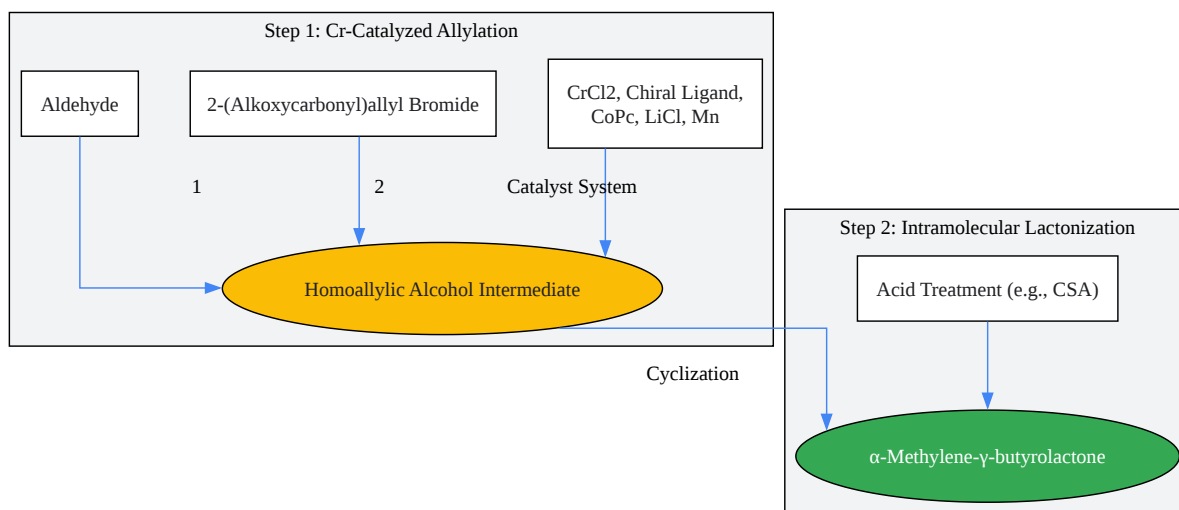 Step 1: Cr-Catalyzed Allylation
Aldehyde
2-(Alkoxycarbonyl)allyl Bromide
CrCl2, Chiral Ligand,
CoPc, LiCl, Mn
1
2
Catalyst System
Homoallylic Alcohol Intermediate
Cyclization
Step 2: Intramolecular Lactonization
Acid Treatment (e.g., CSA)
α-Methylene-γ-butyrolactone